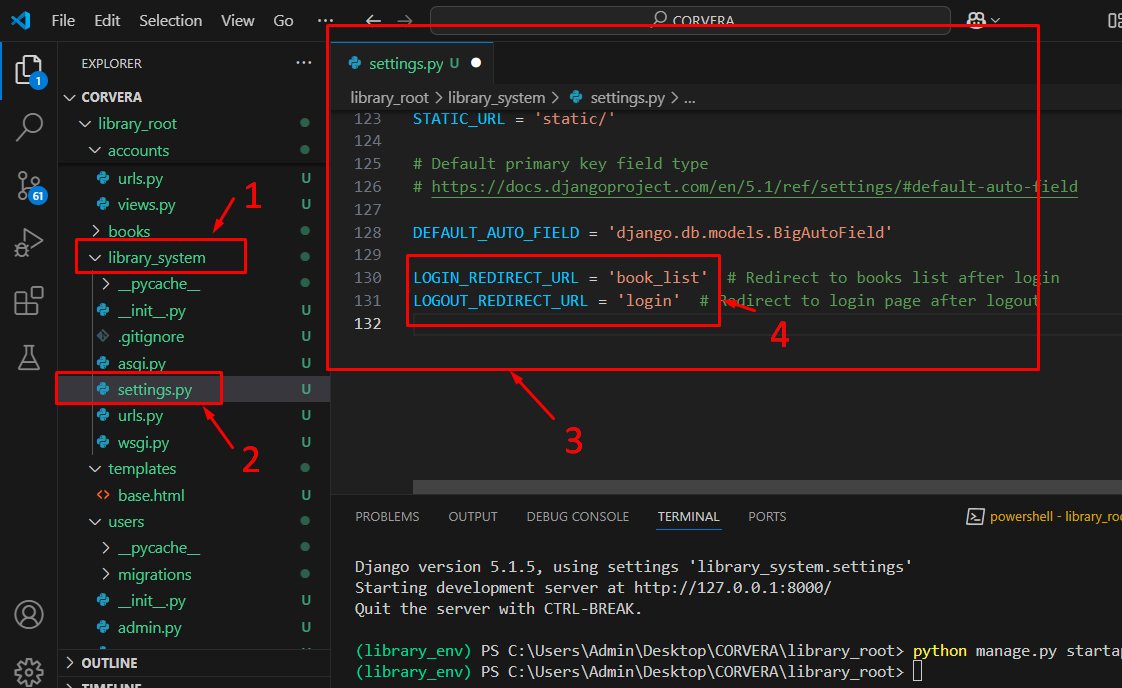 File Edit Selection View Go ... CORVERA
EXPLORER ...
1
CORVERA
library_root
accounts
urls.py U
views.py U
1
books
library_system
__pycache__
__init__.py U
.gitignore U
asgi.py U
settings.py U
urls.py U
2
wsgi.py U
templates
base.html U
users
__pycache__
migrations
__init__.py U
admin.py U
OUTLINE
TIMELINE
61
settings.py U
library_root > library_system > settings.py > ...
123 STATIC_URL = 'static/'
124
125 # Default primary key field type
126 # https://docs.djangoproject.com/en/5.1/ref/settings/#default-auto-field
127
128 DEFAULT_AUTO_FIELD = 'django.db.models.BigAutoField'
129
130 LOGIN_REDIRECT_URL = 'book_list' # Redirect to books list after login
131 LOGOUT_REDIRECT_URL = 'login' # Redirect to login page after logout
132
4
3
PROBLEMS OUTPUT DEBUG CONSOLE TERMINAL PORTS powershell - library_roo
Django version 5.1.5, using settings 'library_system.settings'
Starting development server at http://127.0.0.1:8000/
Quit the server with CTRL-BREAK.
(library_env) PS C:\Users\Admin\Desktop\CORVERA\library_root> python manage.py startap
(library_env) PS C:\Users\Admin\Desktop\CORVERA\library_root>